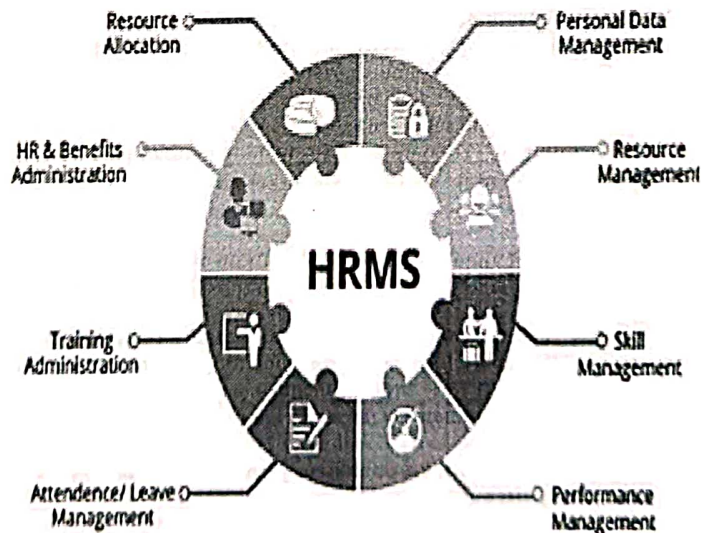 Resource
Allocation
Personal Data
Management
HR & Benefits
Administration
Resource
Management
HRMS
Training
Administration
Skill
Management
Attendence/ Leave
Management
Performance
Management